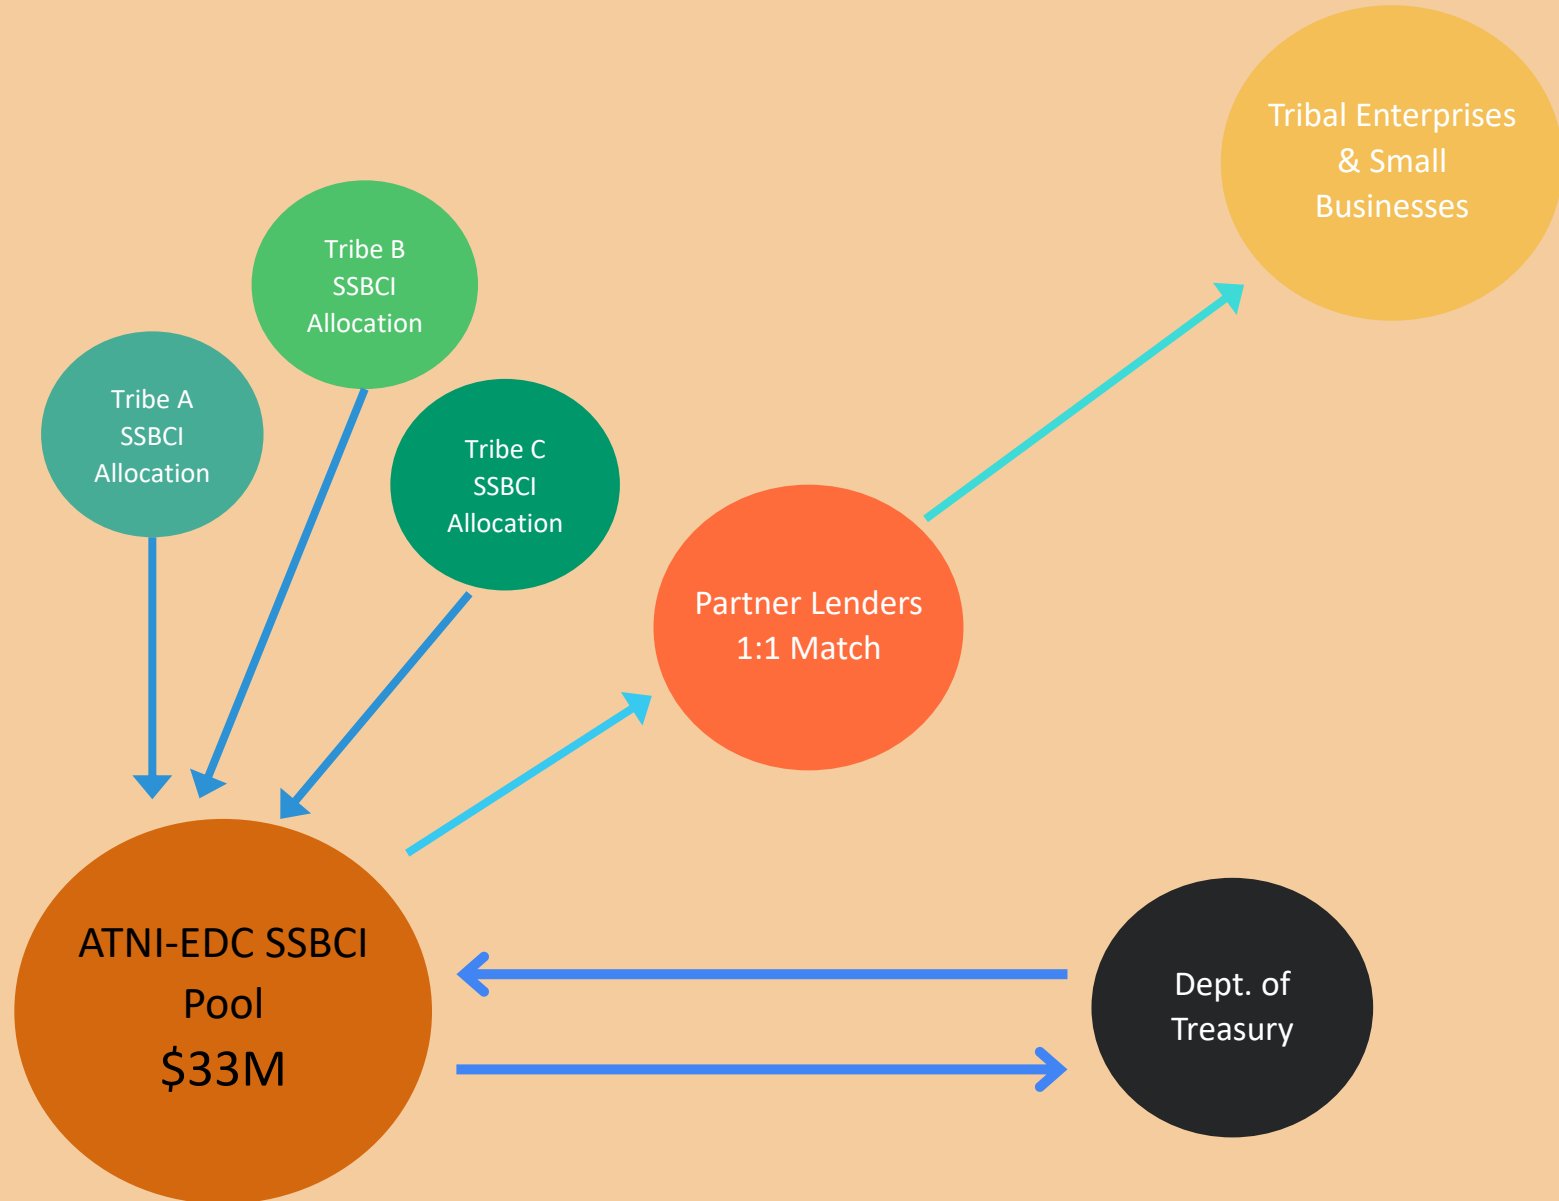 Tribal Enterprises
& Small
Businesses
Tribe B
SSBCI
Allocation
Tribe A
SSBCI
Allocation
Tribe C
SSBCI
Allocation
Partner Lenders
1:1 Match
ATNI-EDC SSBCI
Pool
$33M
Dept. of
Treasury